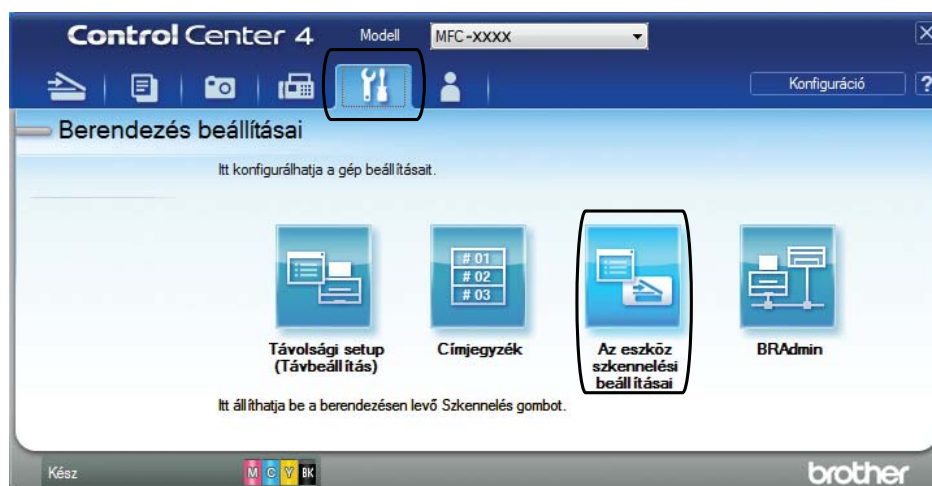 Control Center 4 Modell MFC-XXXX
Konfiguráció ?
Berendezés beállításai
Itt konfigurálhatja a gép beállításait.
# 01
# 02
# 03
Távolsági setup
(Távbeállítás)
Címjegyzék
Az eszköz
szkennelési
beállításai
BRAdmin
Itt állíthatja be a berendezésen levő Szkennelés gombot.
Kész M C Y BK brother